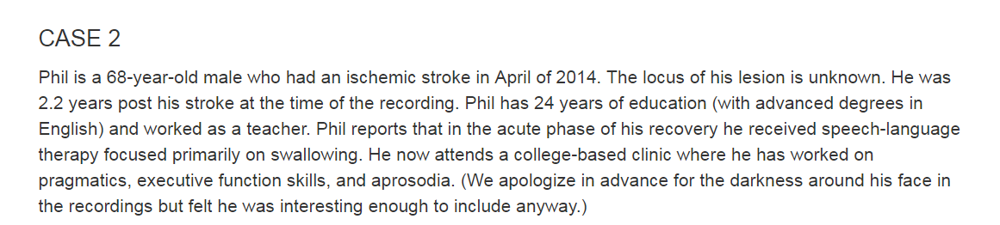 CASE 2
Phil is a 68-year-old male who had an ischemic stroke in April of 2014. The locus of his lesion is unknown. He was
2.2 years post his stroke at the time of the recording. Phil has 24 years of education (with advanced degrees in
English) and worked as a teacher. Phil reports that in the acute phase of his recovery he received speech-language
therapy focused primarily on swallowing. He now attends a college-based clinic where he has worked on
pragmatics, executive function skills, and aprosodia. (We apologize in advance for the darkness around his face in
the recordings but felt he was interesting enough to include anyway.)